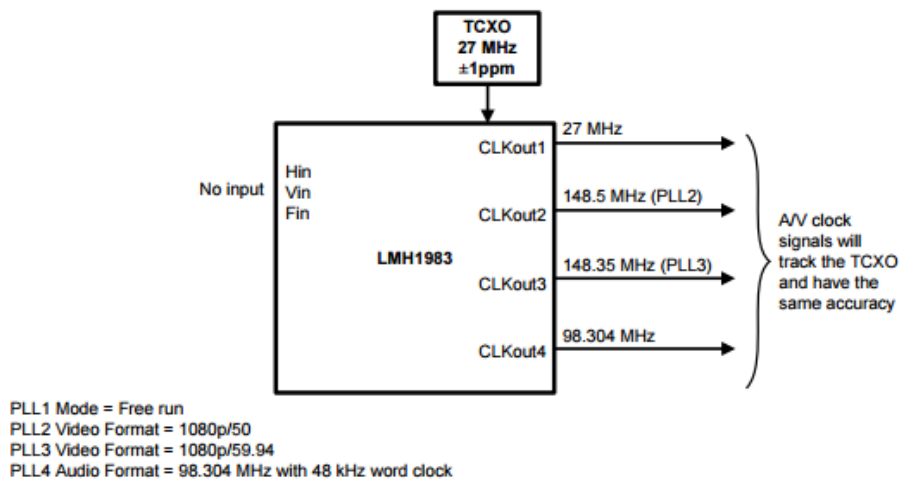 TCXO
27 MHz
±1ppm
27 MHz
CLKout1
Hin
No input
Vin
Fin
148.5 MHz (PLL2)
CLKout2
LMH1983
148.35 MHz (PLL3)
CLKout3
98.304 MHz
CLKout4
A/V clock
signals will
track the TCXO
and have the
same accuracy
PLL1 Mode = Free run
PLL2 Video Format = 1080p/50
PLL3 Video Format = 1080p/59.94
PLL4 Audio Format = 98.304 MHz with 48 kHz word clock